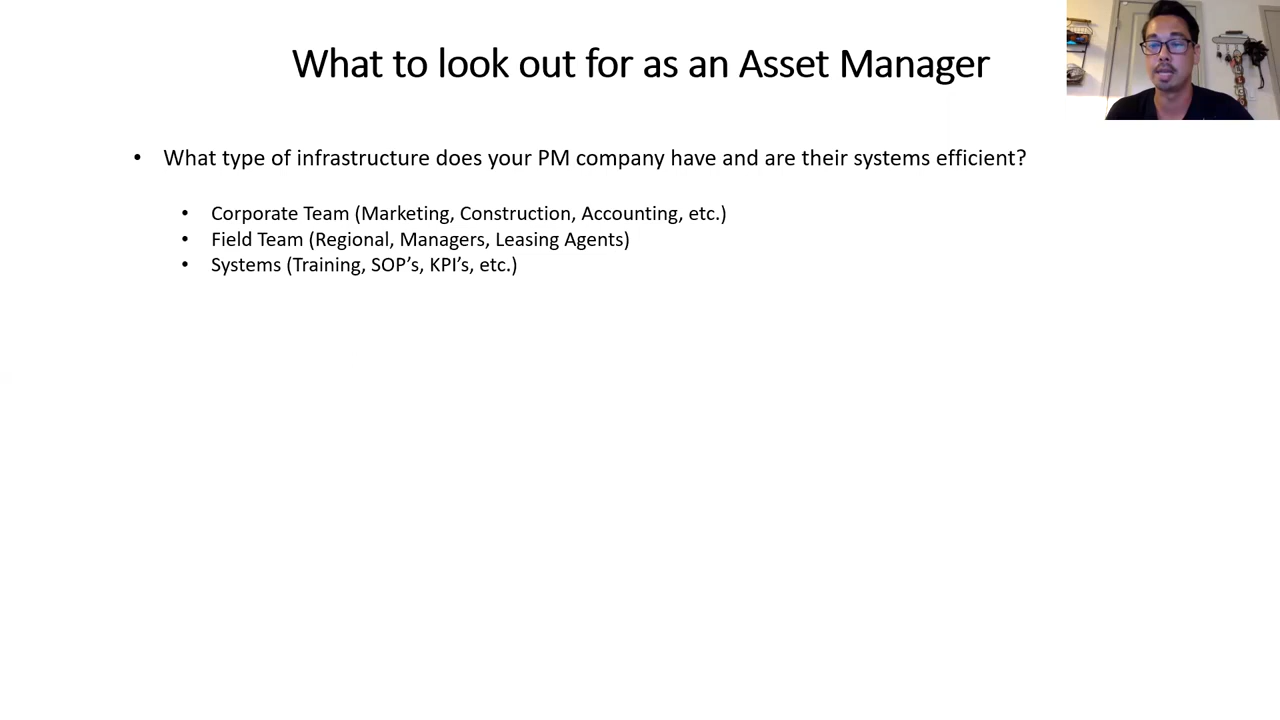 What to look out for as an Asset Manager
• What type of infrastructure does your PM company have and are their systems efficient?
• Corporate Team (Marketing, Construction, Accounting, etc.)
• Field Team (Regional, Managers, Leasing Agents)
• Systems (Training, SOP’s, KPI’s, etc.)